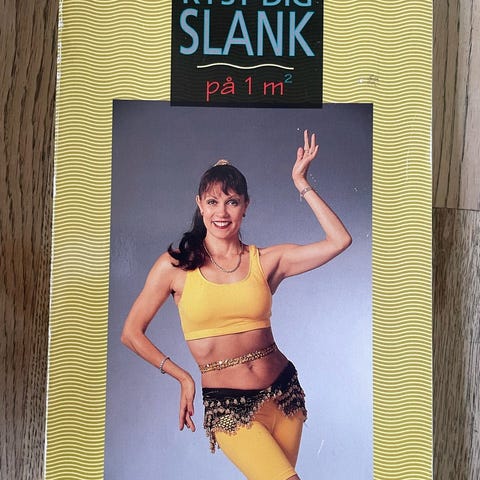 RYST DIG
SLANK
på 1 m²